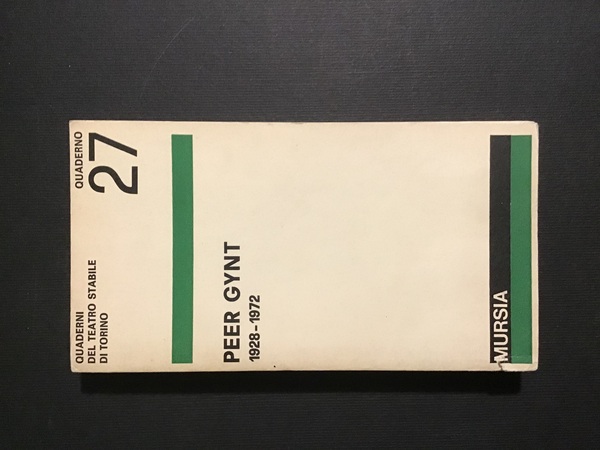 QUADERNI
DEL TEATRO STABILE
DI TORINO
QUADERNO
27
PEER GYNT
1928-1972
MURSIA